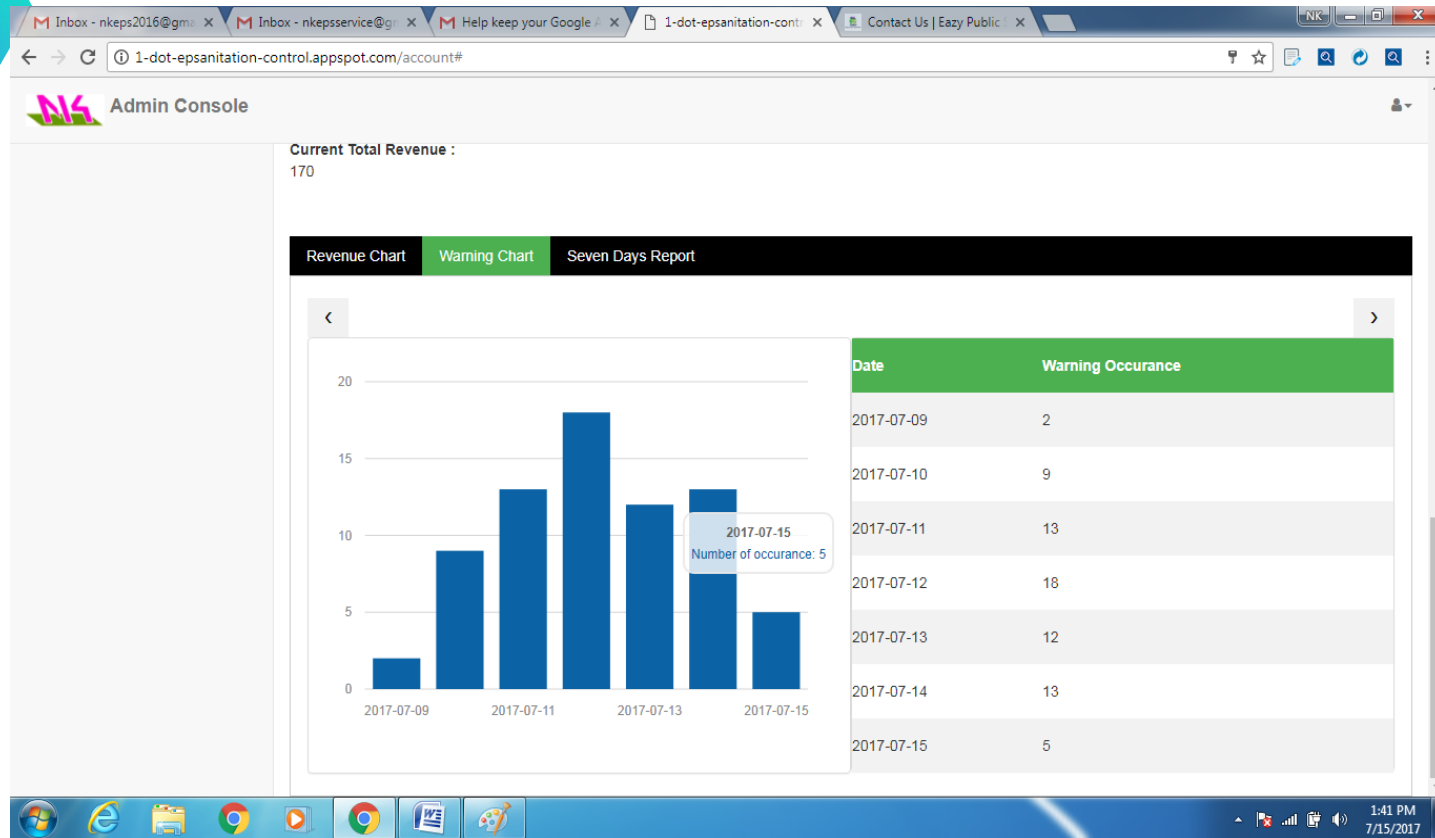 Inbox - nkeps2016@gma
Inbox - nkepsservice@gr
Help keep your Google A
1-dot-epsanitation-contr
Contact Us | Eazy Public S
NK
1-dot-epsanitation-control.appspot.com/account#
NK Admin Console
Current Total Revenue :
170
Revenue Chart Warning Chart Seven Days Report
‹ ›
20
15
10
5
0
2017-07-09 2017-07-11 2017-07-13 2017-07-15
2017-07-15
Number of occurance: 5
Date Warning Occurance
2017-07-09 2
2017-07-10 9
2017-07-11 13
2017-07-12 18
2017-07-13 12
2017-07-14 13
2017-07-15 5
1:41 PM
7/15/2017